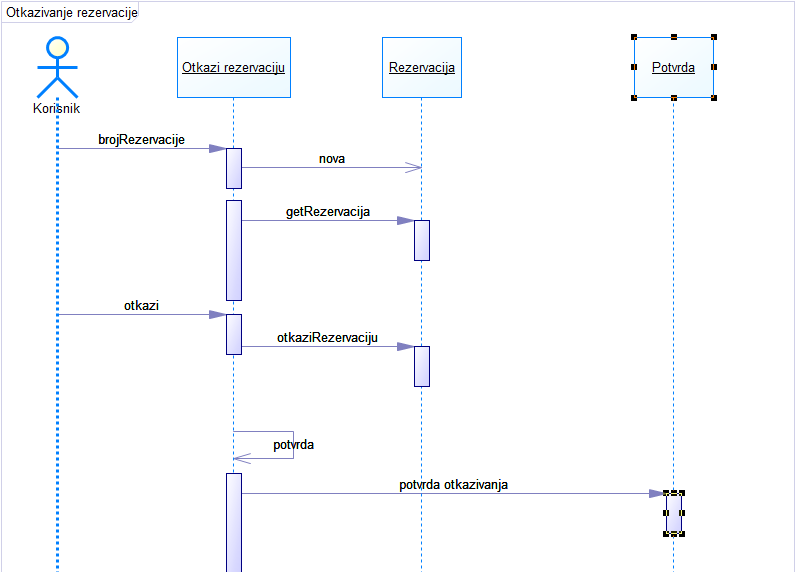 Otkazivanje rezervacije
Korisnik
Otkazi rezervaciju
Rezervacija
Potvrda
brojRezervacije
nova
getRezervacija
otkazi
otkaziRezervaciju
potvrda
potvrda otkazivanja